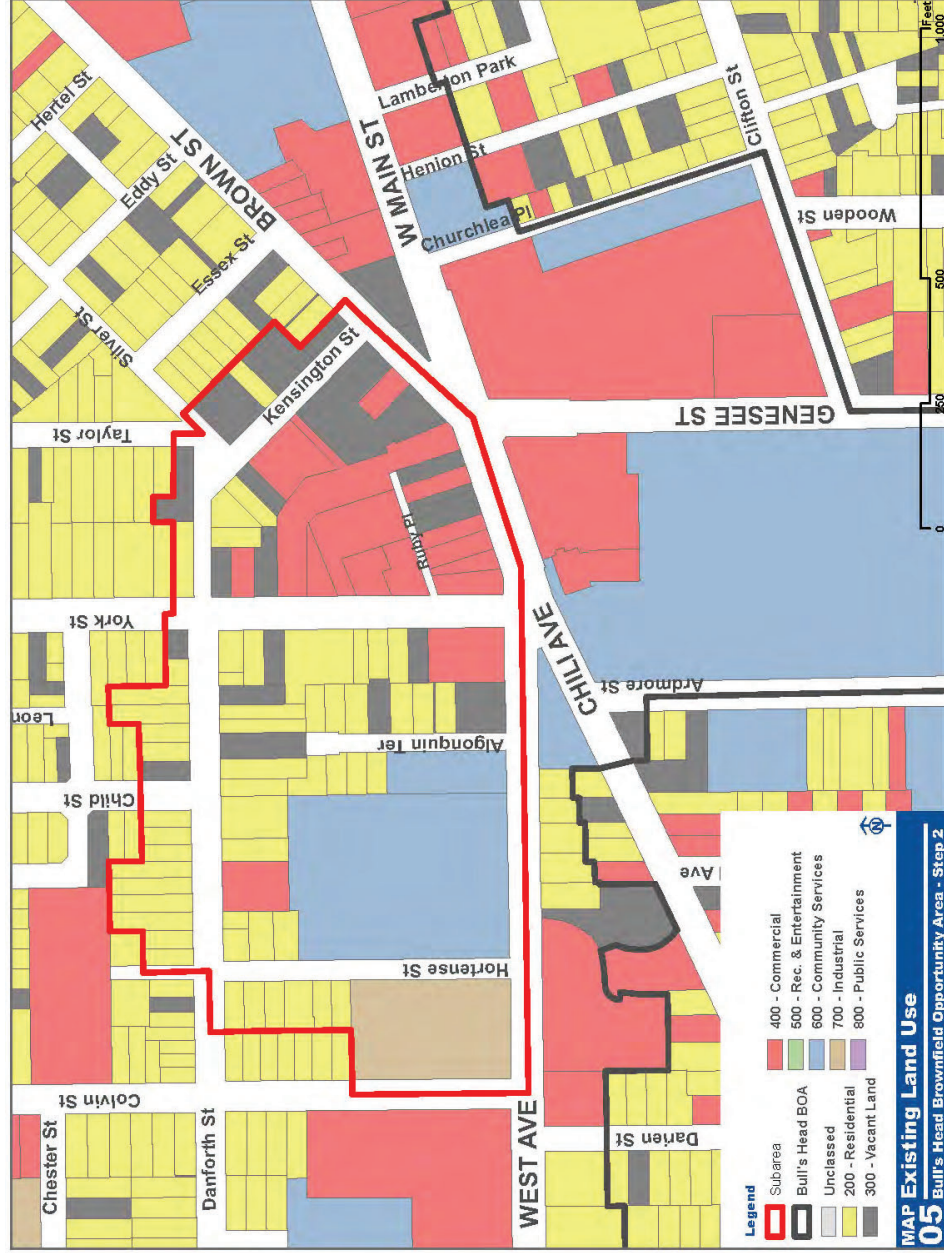 Hertel St
Eddy St
Essex St
BROWN ST
Silver St
Kensington St
Taylor St
Lamberton Park
W MAIN ST
Henion St
Churchlea Pl
Clifton St
Wooden St
GENESEE ST
Ruby Pl
York St
Leon
Child St
Algonquin Ter
CHILI AVE
Ardmore St
Hortense St
Colvin St
Chester St
Danforth St
WEST AVE
Darien St
Ave
Legend
Subarea
Bull's Head BOA
Unclassed
200 - Residential
300 - Vacant Land
400 - Commercial
500 - Rec. & Entertainment
600 - Community Services
700 - Industrial
800 - Public Services
N
MAP Existing Land Use
05 Bull's Head Brownfield Opportunity Area - Step 2
0 250 500 1,000
Feet